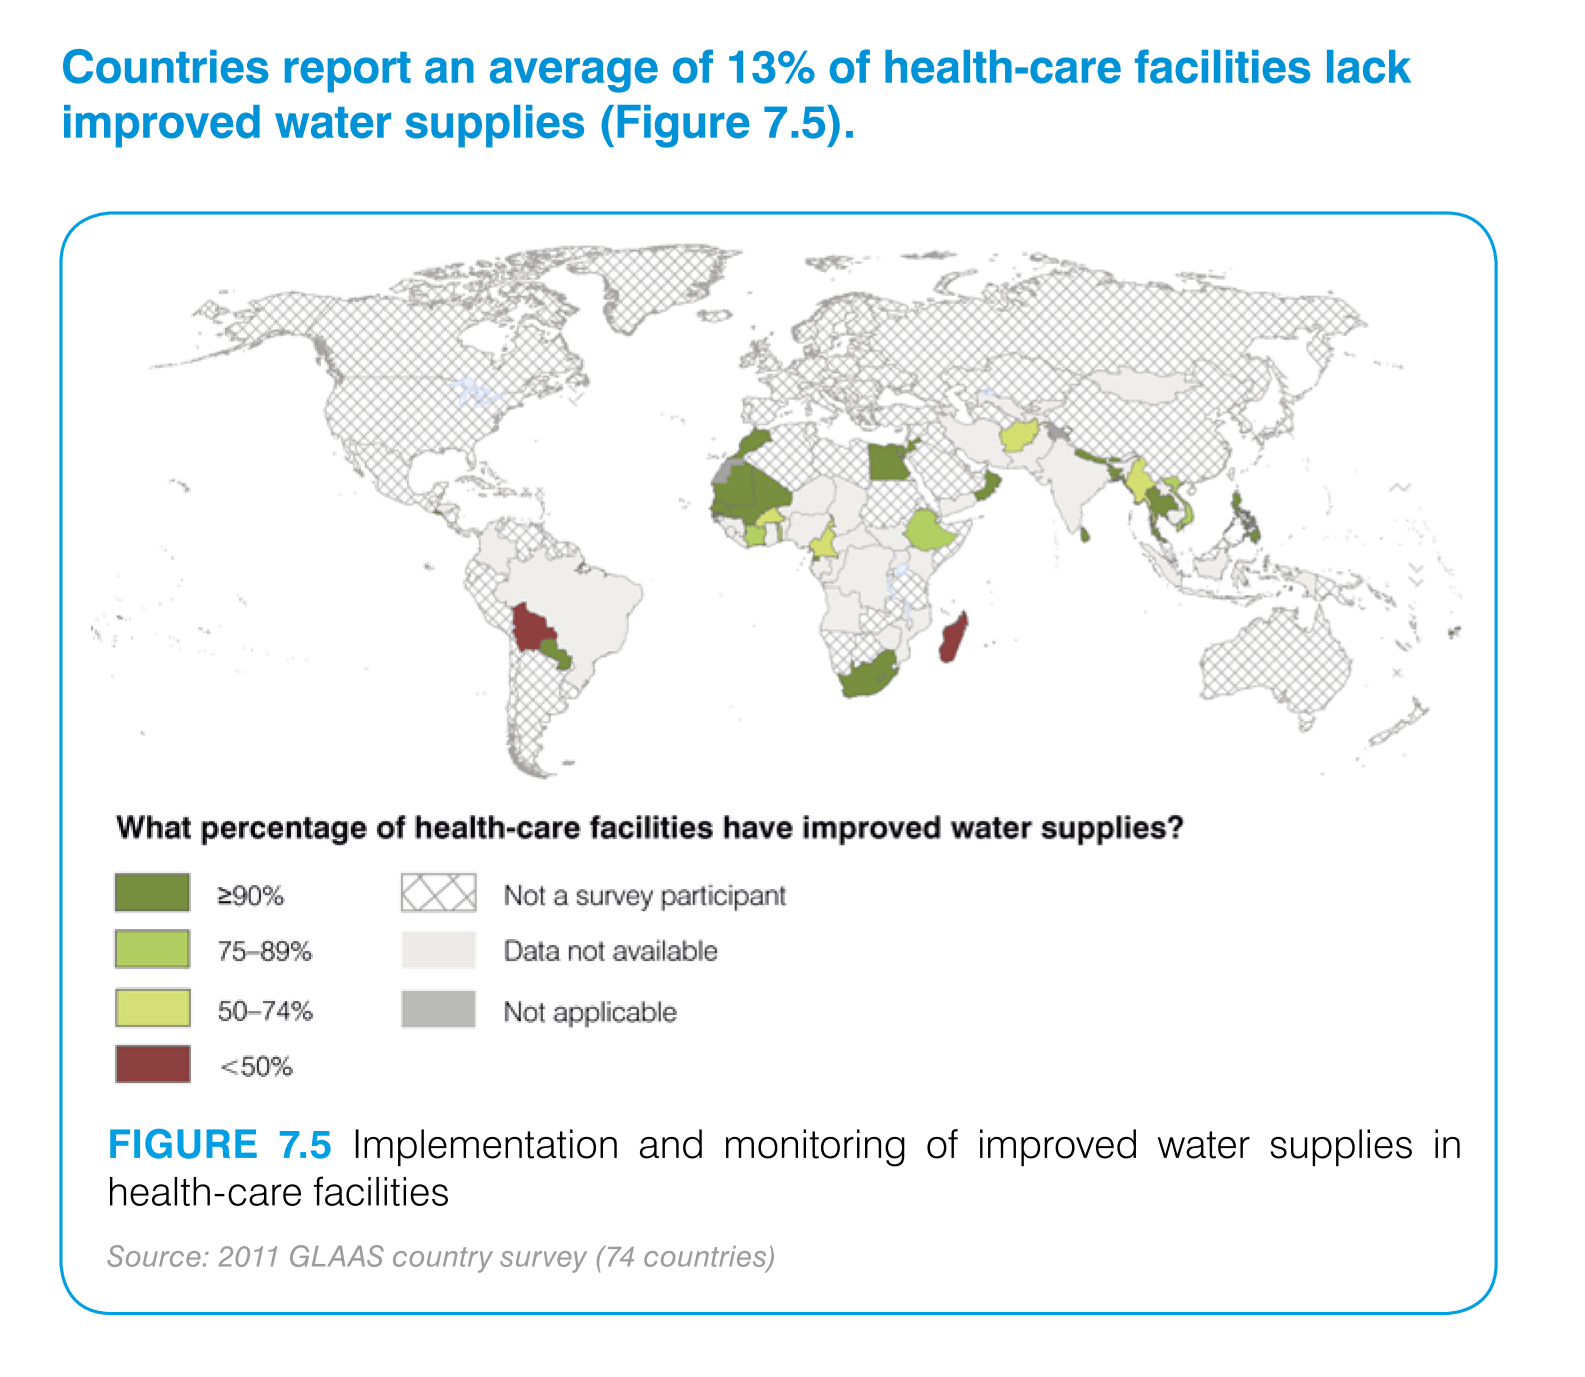 Countries report an average of 13% of health-care facilities lack
improved water supplies (Figure 7.5).
What percentage of health-care facilities have improved water supplies?
≥90%
Not a survey participant
75–89%
Data not available
50–74%
Not applicable
<50%
FIGURE 7.5 Implementation and monitoring of improved water supplies in
health-care facilities
Source: 2011 GLAAS country survey (74 countries)